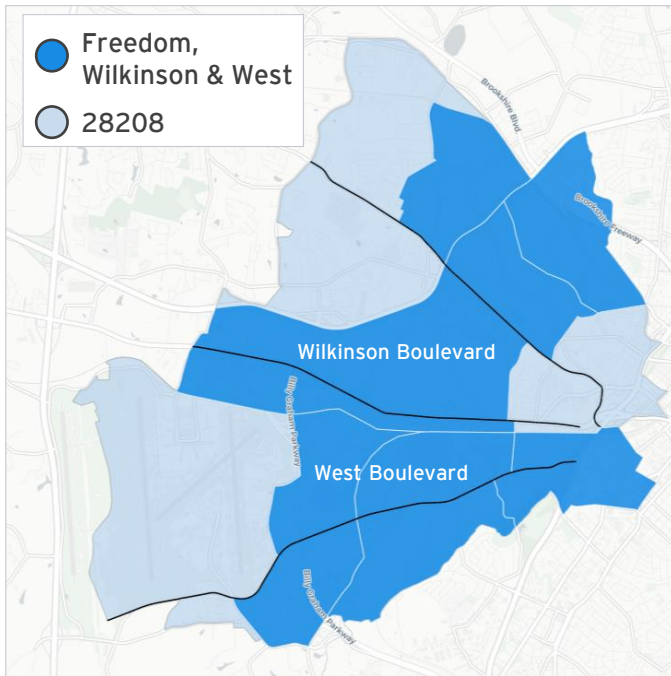 Freedom,
Wilkinson & West
28208
Brookshire Blvd.
Brookshire Freeway
Wilkinson Boulevard
Billy Graham Parkway
West Boulevard
Billy Graham Parkway